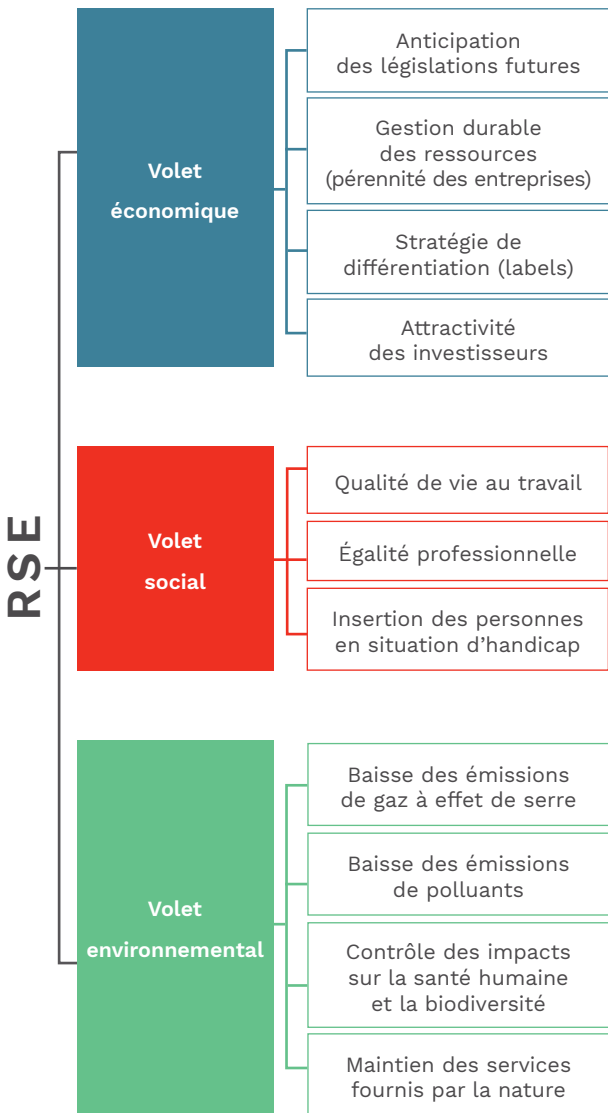 RSE
Volet
économique
Anticipation
des législations futures
Gestion durable
des ressources
(pérennité des entreprises)
Stratégie de
différentiation (labels)
Attractivité
des investisseurs
Volet
social
Qualité de vie au travail
Égalité professionnelle
Insertion des personnes
en situation d’handicap
Volet
environnemental
Baisse des émissions
de gaz à effet de serre
Baisse des émissions
de polluants
Contrôle des impacts
sur la santé humaine
et la biodiversité
Maintien des services
fournis par la nature